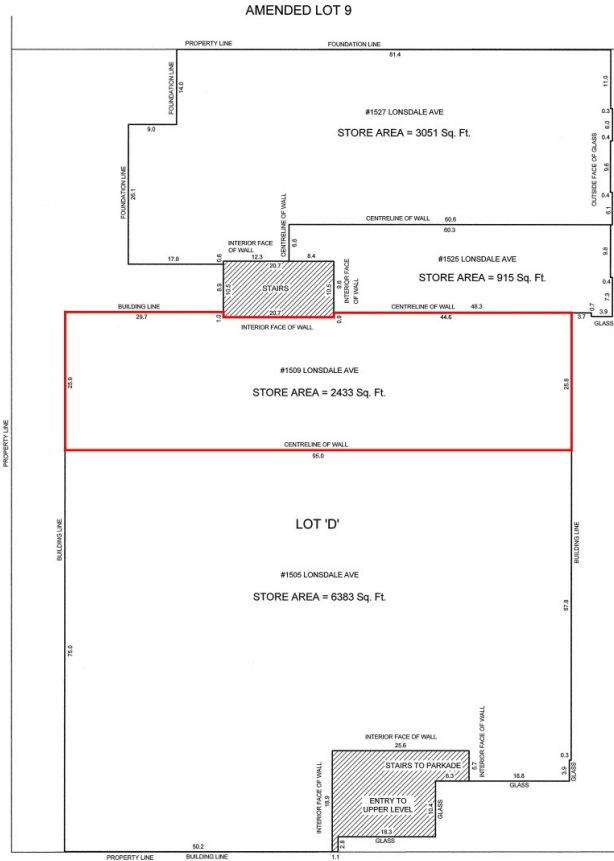 AMENDED LOT 9
PROPERTY LINE
FOUNDATION LINE
81.4
FOUNDATION LINE
14.0
11.0
#1527 LONSDALE AVE
STORE AREA = 3051 Sq. Ft.
0.3
6.0
0.4
9.0
FOUNDATION LINE
26.1
OUTSIDE FACE OF GLASS
9.6
0.4
6.1
CENTRELINE OF WALL
60.6
60.3
CENTRELINE OF WALL
6.8
INTERIOR FACE
OF WALL
12.3
8.4
17.8
0.6
20.7
9.8
#1525 LONSDALE AVE
STORE AREA = 915 Sq. Ft.
8.9
10.5
STAIRS
10.5
9.6
INTERIOR FACE
OF WALL
0.4
7.3
BUILDING LINE
29.7
1.0
20.7
INTERIOR FACE OF WALL
0.9
CENTRELINE OF WALL
48.3
44.6
3.7
0.7
3.9
GLASS
#1509 LONSDALE AVE
STORE AREA = 2433 Sq. Ft.
25.9
25.8
CENTRELINE OF WALL
95.0
PROPERTY LINE
LOT 'D'
BUILDING LINE
BUILDING LINE
#1505 LONSDALE AVE
STORE AREA = 6383 Sq. Ft.
75.0
57.8
INTERIOR FACE OF WALL
25.6
INTERIOR FACE OF WALL
STAIRS TO PARKADE
5.7
6.3
0.3
3.9
GLASS
18.8
GLASS
INTERIOR FACE OF WALL
18.9
ENTRY TO
UPPER LEVEL
10.4
GLASS
18.3
GLASS
2.8
50.2
1.1
PROPERTY LINE
BUILDING LINE